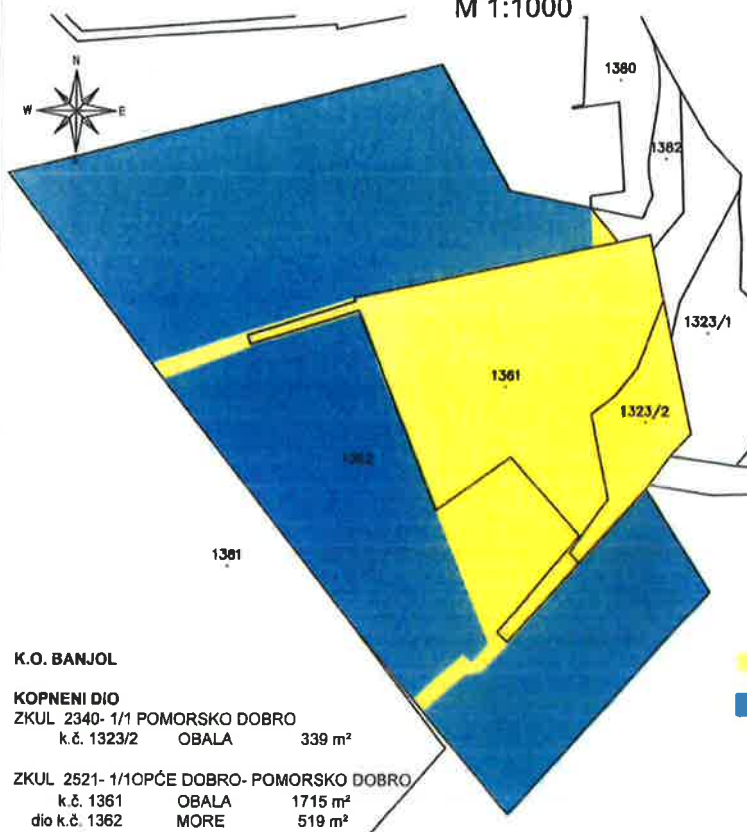 M 1:1000
N
W E
1380
1382
1323/1
1361
1323/2
1362
1381
K.O. BANJOL
KOPNENI DIO
ZKUL 2340- 1/1 POMORSKO DOBRO
k.č. 1323/2 OBALA 339 m²
ZKUL 2521- 1/1OPĆE DOBRO- POMORSKO DOBRO
k.č. 1361 OBALA 1715 m²
dio k.č. 1362 MORE 519 m²